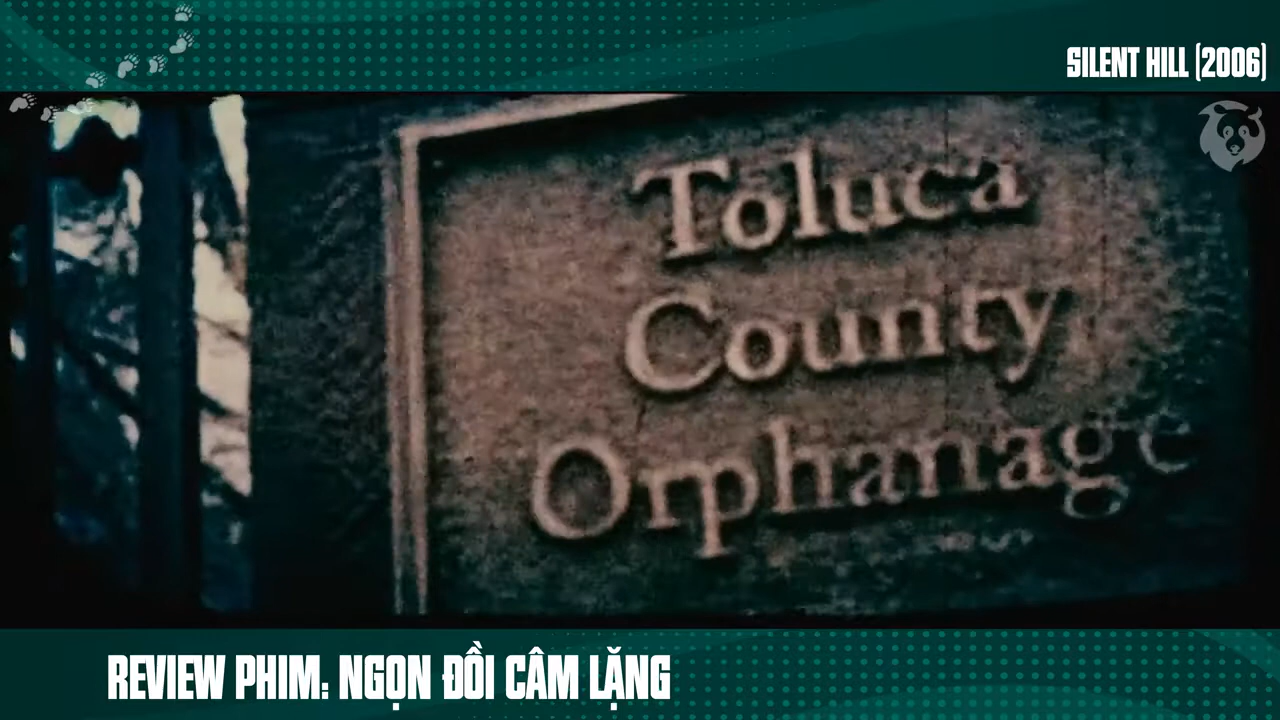 SILENT HILL (2006)
Toluca
County
Orphanage
REVIEW PHIM: NGỌN ĐỒI CÂM LẶNG